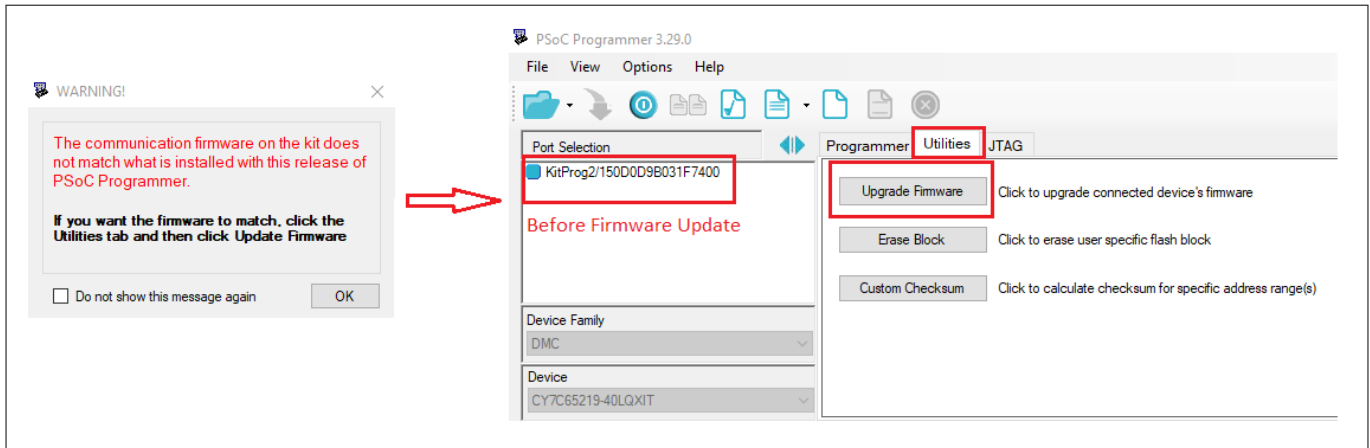 WARNING!
The communication firmware on the kit does
not match what is installed with this release of
PSoC Programmer.
If you want the firmware to match, click the
Utilities tab and then click Update Firmware
Do not show this message again
OK
PSoC Programmer 3.29.0
File View Options Help
Port Selection
KitProg2/150D0D9B031F7400
Before Firmware Update
Device Family
DMC
Device
CY7C65219-40LQXIT
Programmer Utilities JTAG
Upgrade Firmware Click to upgrade connected device's firmware
Erase Block Click to erase user specific flash block
Custom Checksum Click to calculate checksum for specific address range(s)